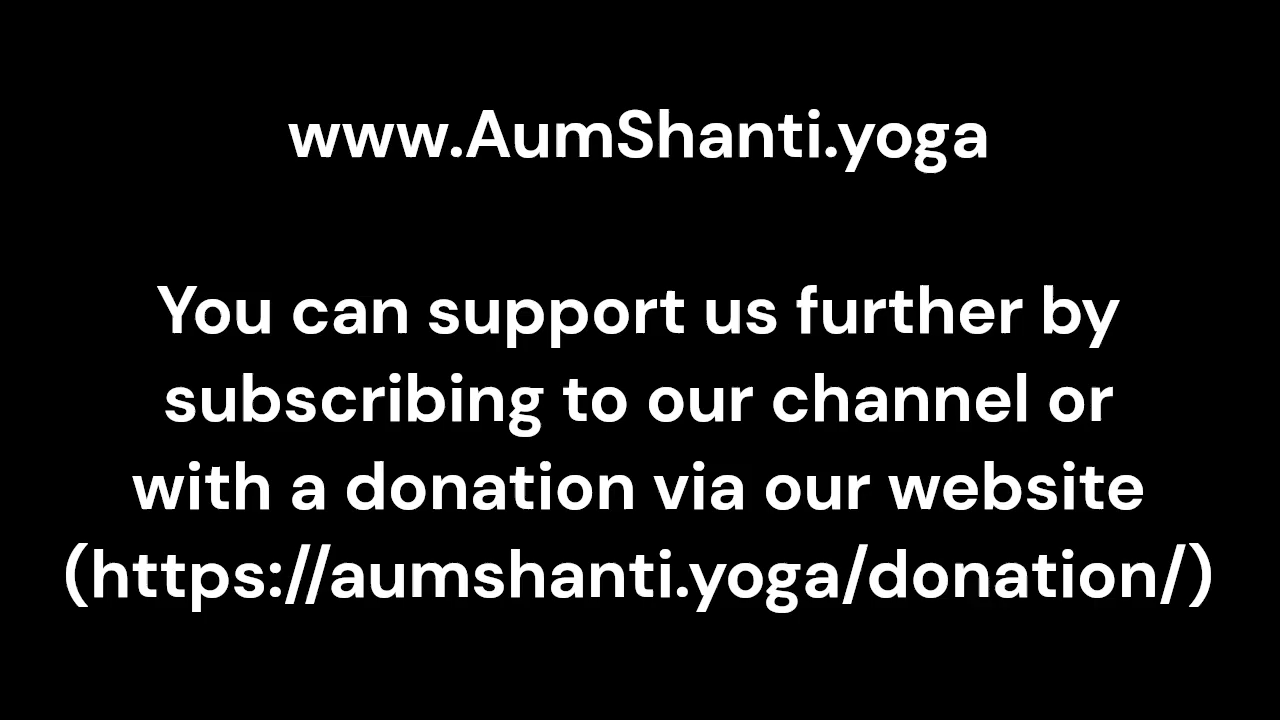 www.AumShanti.yoga
You can support us further by
subscribing to our channel or
with a donation via our website
(https://aumshanti.yoga/donation/)